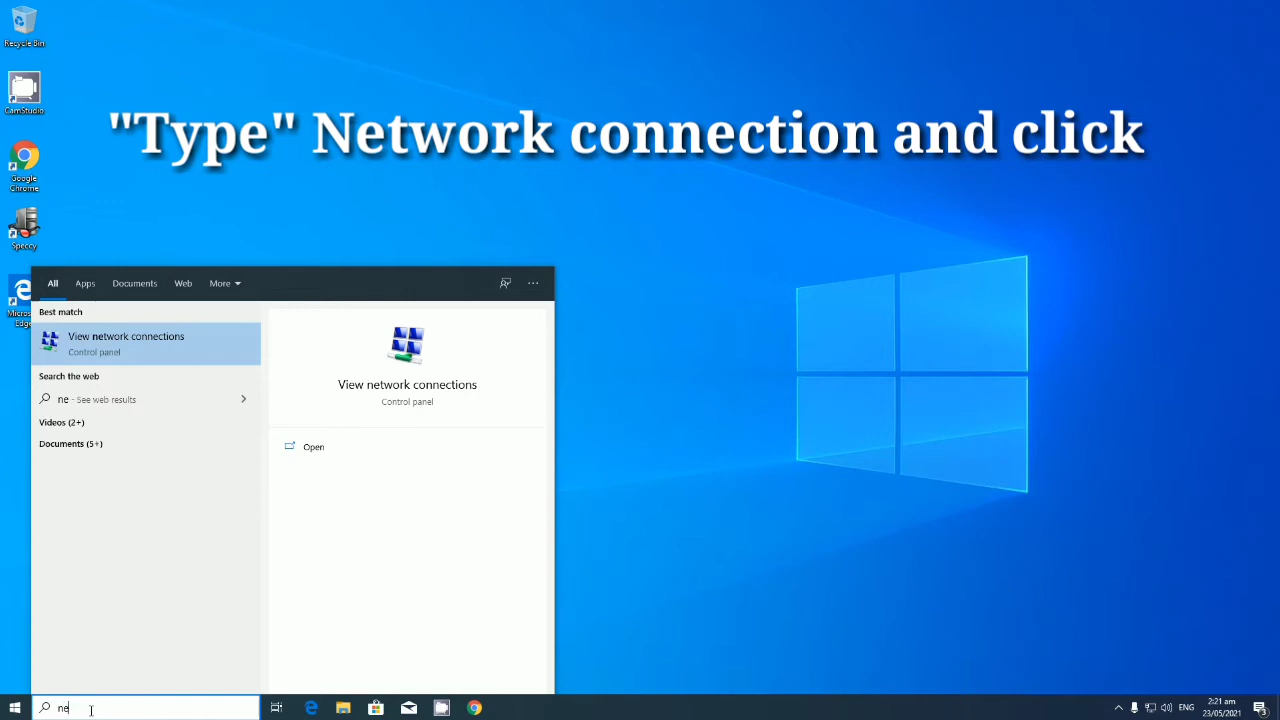 Recycle Bin
CamStudio
Google
Chrome
Speccy
Micros
Edge
"Type" Network connection and click
All Apps Documents Web More
Best match
View network connections
Control panel
Search the web
ne - See web results
Videos (2+)
Documents (5+)
View network connections
Control panel
Open
ne
ENG
2:21 am
23/05/2021
3